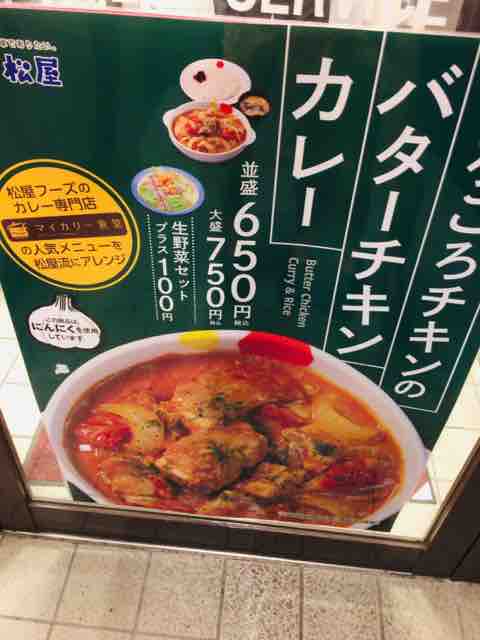 SERVICE
松屋
ころチキンの
バターチキン
カレー
Butter Chicken
Curry & Rice
並盛 650円 税込
大盛 750円 税込
生野菜セット
プラス 100円
松屋フーズの
カレー専門店
マイカリー食堂
の人気メニューを
松屋流にアレンジ
この商品は、
にんにくを使用
しています。